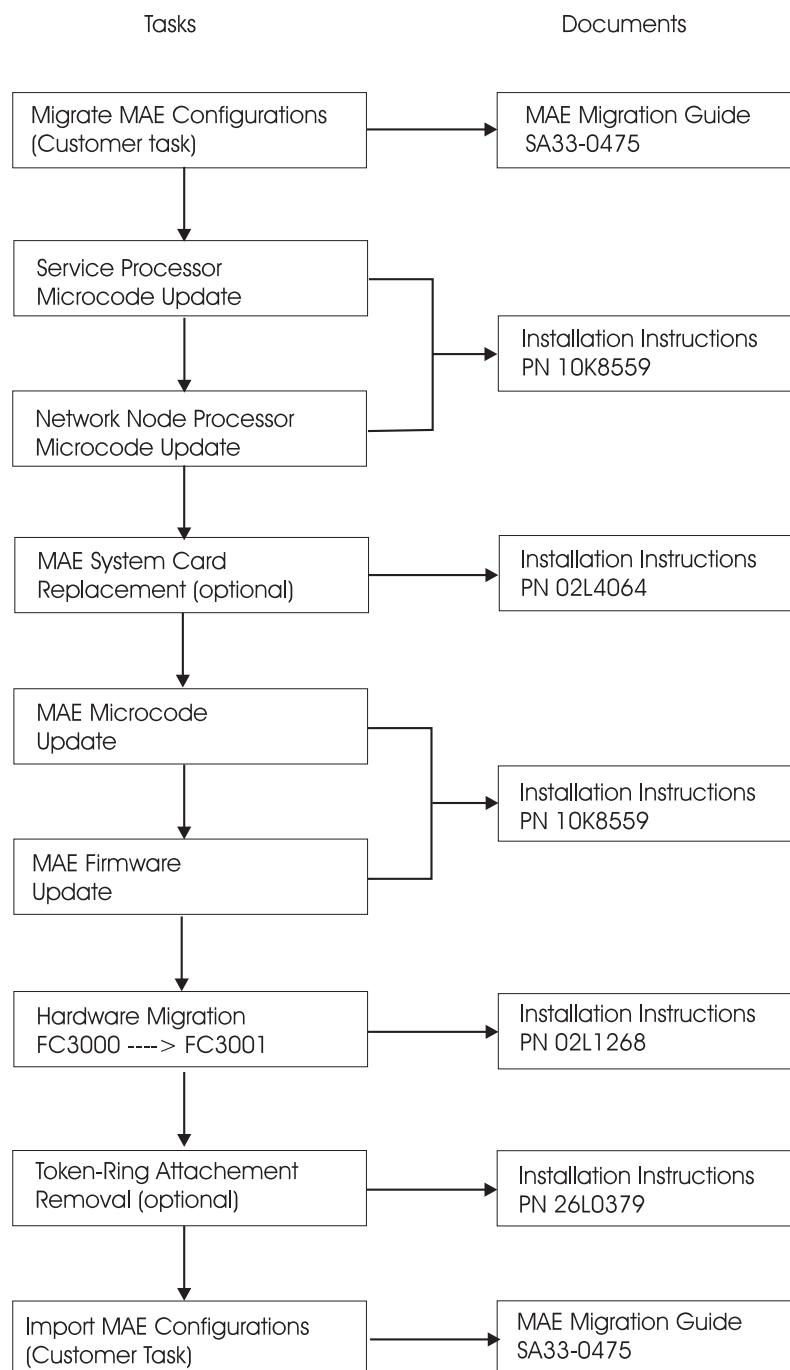 Tasks
Documents
Migrate MAE Configurations
(Customer task)
MAE Migration Guide
SA33-0475
Service Processor
Microcode Update
Installation Instructions
PN 10K8559
Network Node Processor
Microcode Update
MAE System Card
Replacement (optional)
Installation Instructions
PN 02L4064
MAE Microcode
Update
Installation Instructions
PN 10K8559
MAE Firmware
Update
Hardware Migration
FC3000 ----> FC3001
Installation Instructions
PN 02L1268
Token-Ring Attachement
Removal (optional)
Installation Instructions
PN 26L0379
Import MAE Configurations
(Customer Task)
MAE Migration Guide
SA33-0475